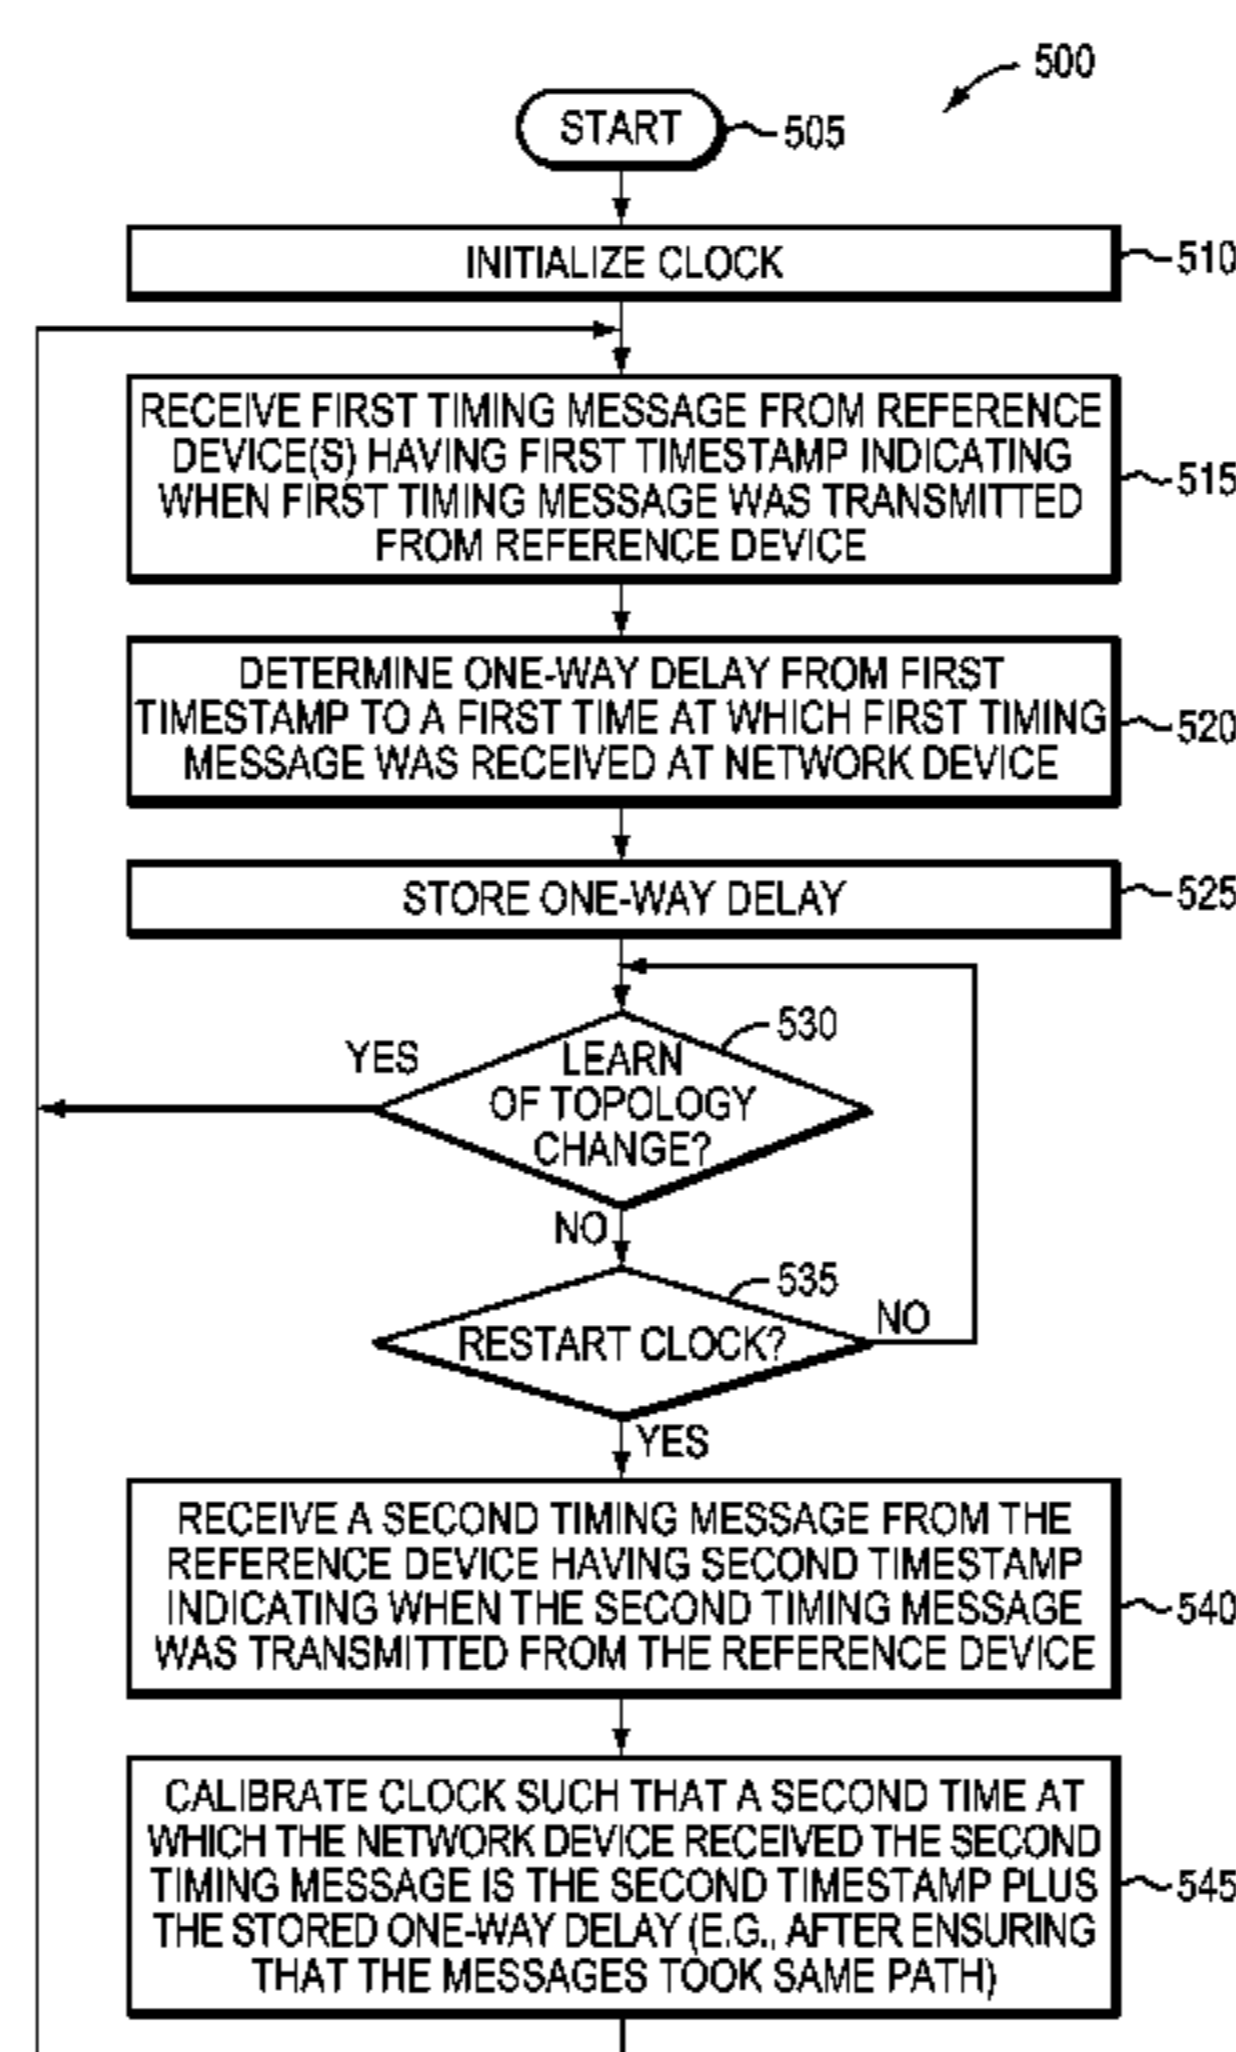 500
START
505
INITIALIZE CLOCK
510
RECEIVE FIRST TIMING MESSAGE FROM REFERENCE
DEVICE(S) HAVING FIRST TIMESTAMP INDICATING
WHEN FIRST TIMING MESSAGE WAS TRANSMITTED
FROM REFERENCE DEVICE
515
DETERMINE ONE-WAY DELAY FROM FIRST
TIMESTAMP TO A FIRST TIME AT WHICH FIRST TIMING
MESSAGE WAS RECEIVED AT NETWORK DEVICE
520
STORE ONE-WAY DELAY
525
530
YES
LEARN
OF TOPOLOGY
CHANGE?
NO
535
RESTART CLOCK?
NO
YES
RECEIVE A SECOND TIMING MESSAGE FROM THE
REFERENCE DEVICE HAVING SECOND TIMESTAMP
INDICATING WHEN THE SECOND TIMING MESSAGE
WAS TRANSMITTED FROM THE REFERENCE DEVICE
540
CALIBRATE CLOCK SUCH THAT A SECOND TIME AT
WHICH THE NETWORK DEVICE RECEIVED THE SECOND
TIMING MESSAGE IS THE SECOND TIMESTAMP PLUS
THE STORED ONE-WAY DELAY (E.G., AFTER ENSURING
THAT THE MESSAGES TOOK SAME PATH)
545